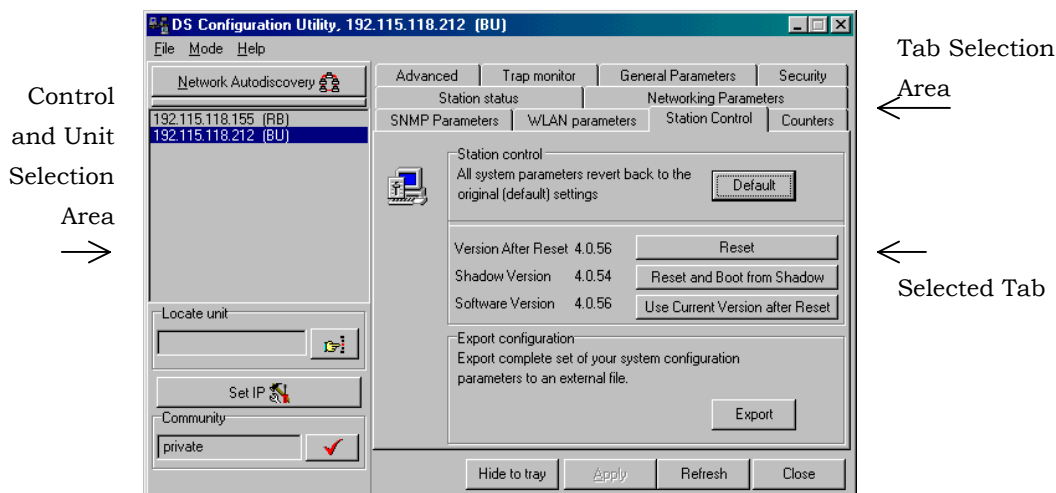 DS Configuration Utility, 192.115.118.212 (BU)
File Mode Help
Network Autodiscovery
192.115.118.155 (RB)
192.115.118.212 (BU)
Locate unit
Set IP
Community
private
Advanced Trap monitor General Parameters Security
Station status Networking Parameters
SNMP Parameters WLAN parameters Station Control Counters
Station control
All system parameters revert back to the
original (default) settings
Default
Version After Reset 4.0.56 Reset
Shadow Version 4.0.54 Reset and Boot from Shadow
Software Version 4.0.56 Use Current Version after Reset
Export configuration
Export complete set of your system configuration
parameters to an external file.
Export
Hide to tray Apply Refresh Close
Control
and Unit
Selection
Area
Tab Selection
Area
Selected Tab